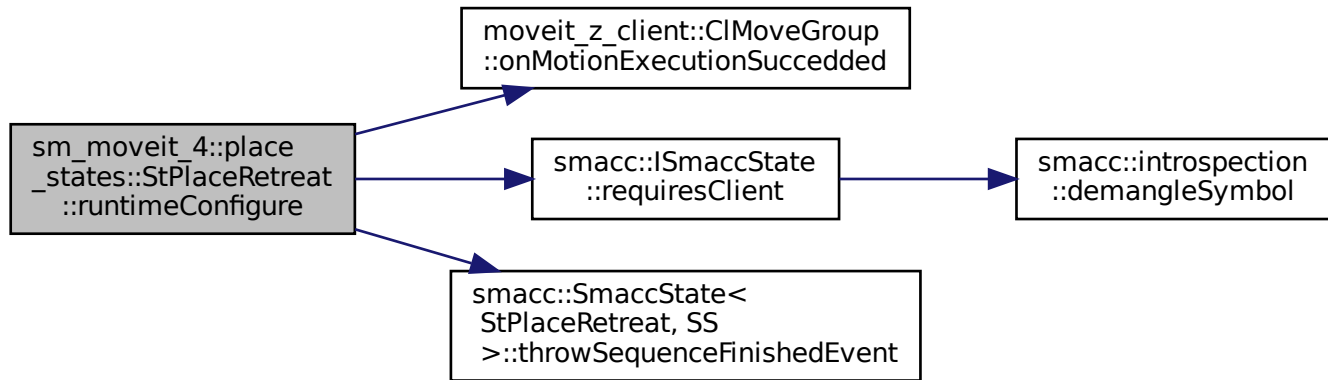 moveit_z_client::ClMoveGroup
::onMotionExecutionSuccedded
sm_moveit_4::place
_states::StPlaceRetreat
::runtimeConfigure
smacc::ISmaccState
::requiresClient
smacc::introspection
::demangleSymbol
smacc::SmaccState<
StPlaceRetreat, SS
>::throwSequenceFinishedEvent